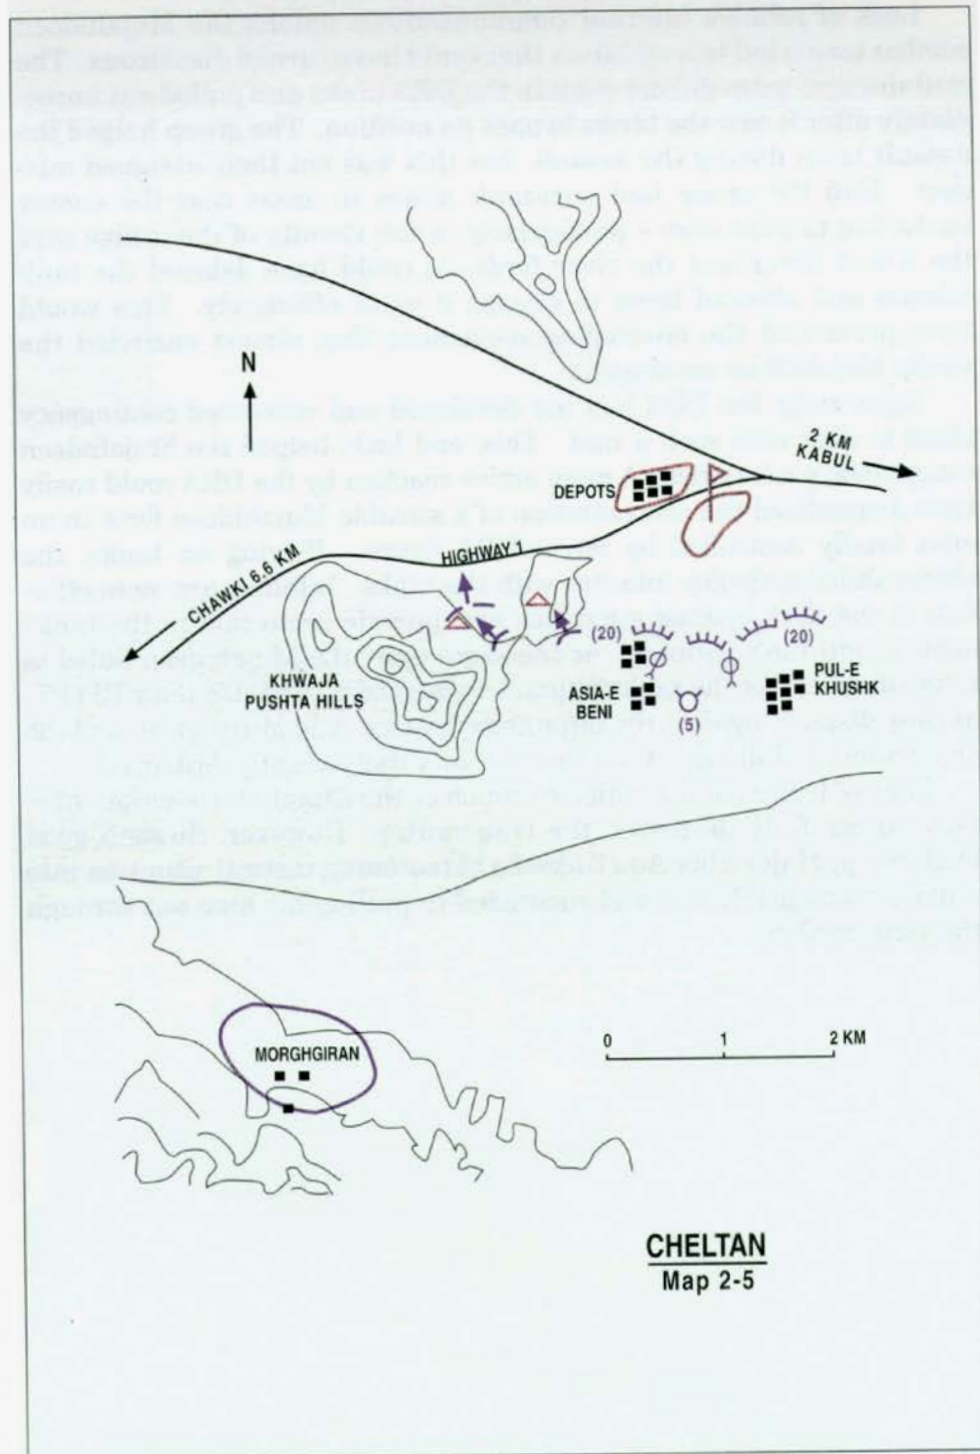 N
2 KM
KABUL
DEPOTS
HIGHWAY 1
CHAWKI 6.6 KM
(20)
(20)
KHWAJA
PUSHTA HILLS
ASIA-E
BENI
PUL-E
KHUSHK
(5)
MORGHGIRAN
0 1 2 KM
CHELTAN
Map 2-5